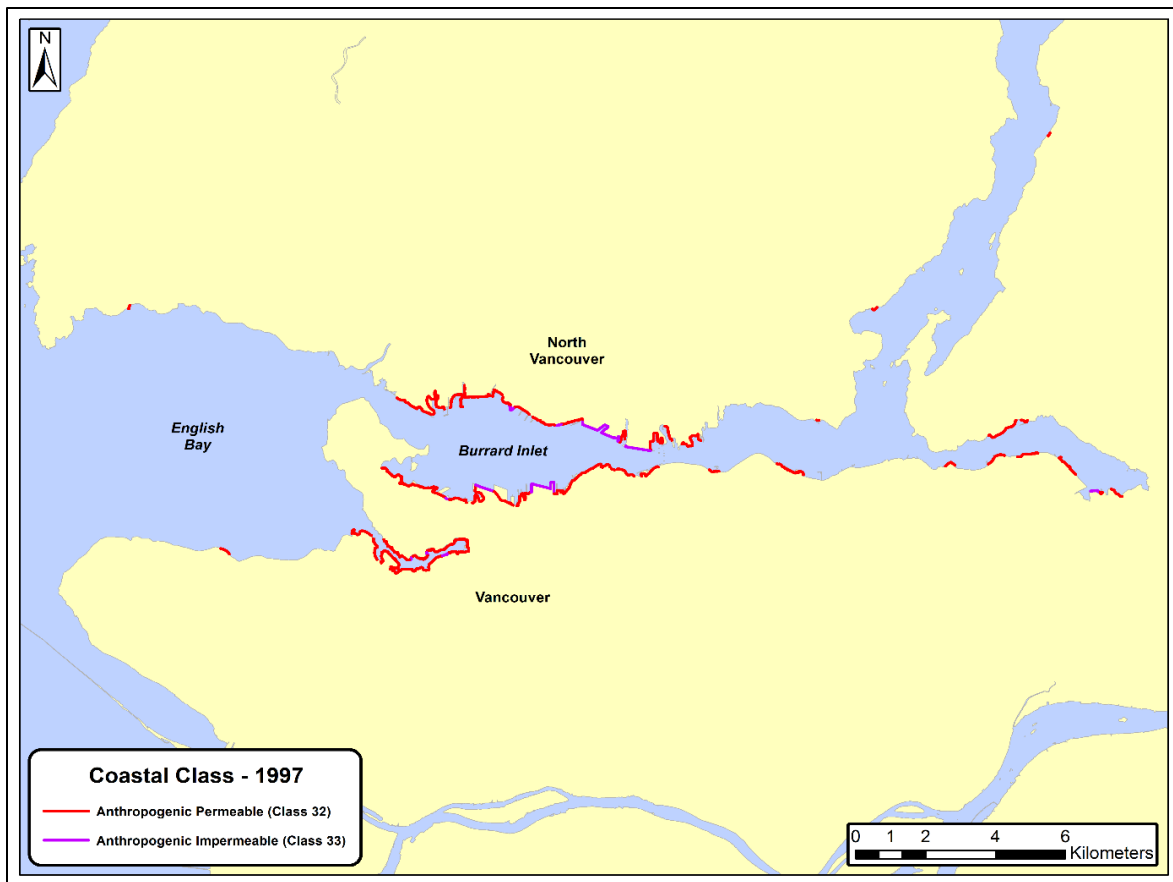 N
North
Vancouver
English
Bay
Burrard Inlet
Vancouver
Coastal Class - 1997
Anthropogenic Permeable (Class 32)
Anthropogenic Impermeable (Class 33)
0 1 2 4 6
Kilometers